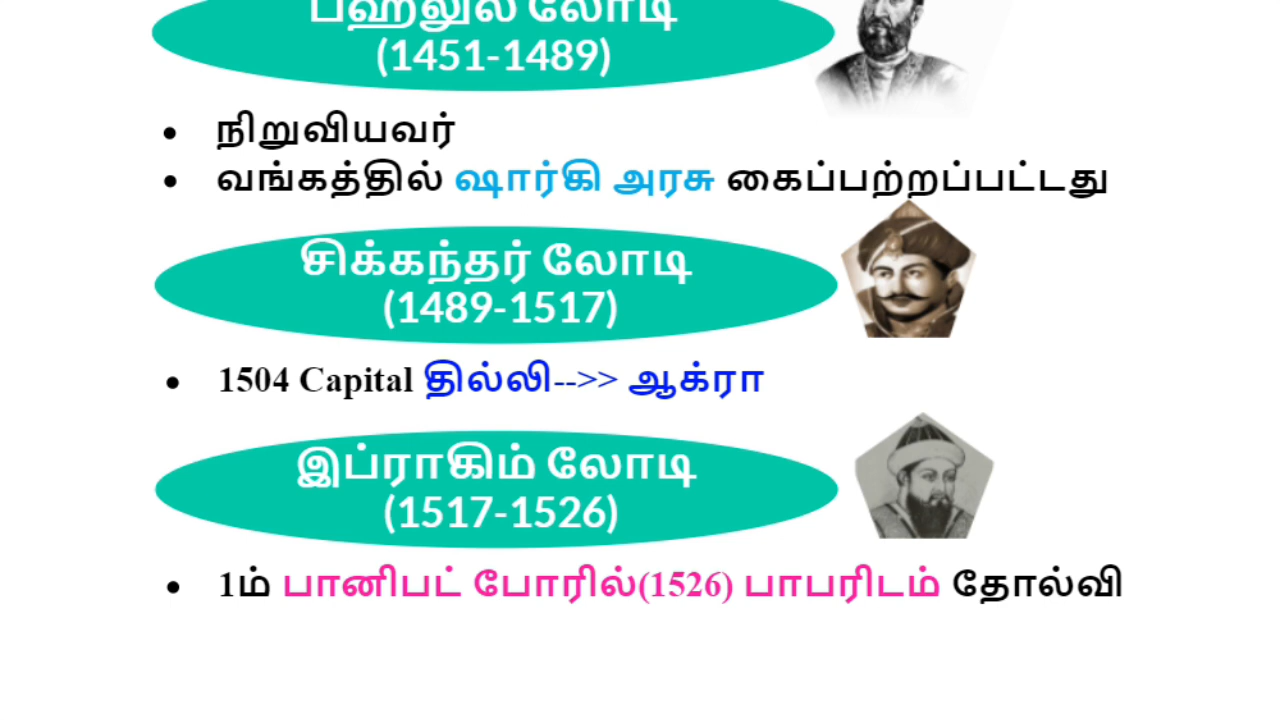 பஹலுல் லோடி
(1451-1489)
• நிறுவியவர்
• வங்கத்தில் ஷார்கி அரசு கைப்பற்றப்பட்டது
சிக்கந்தர் லோடி
(1489-1517)
• 1504 Capital தில்லி-->> ஆக்ரா
இப்ராகிம் லோடி
(1517-1526)
• 1ம் பானிபட் போரில்(1526) பாபரிடம் தோல்வி